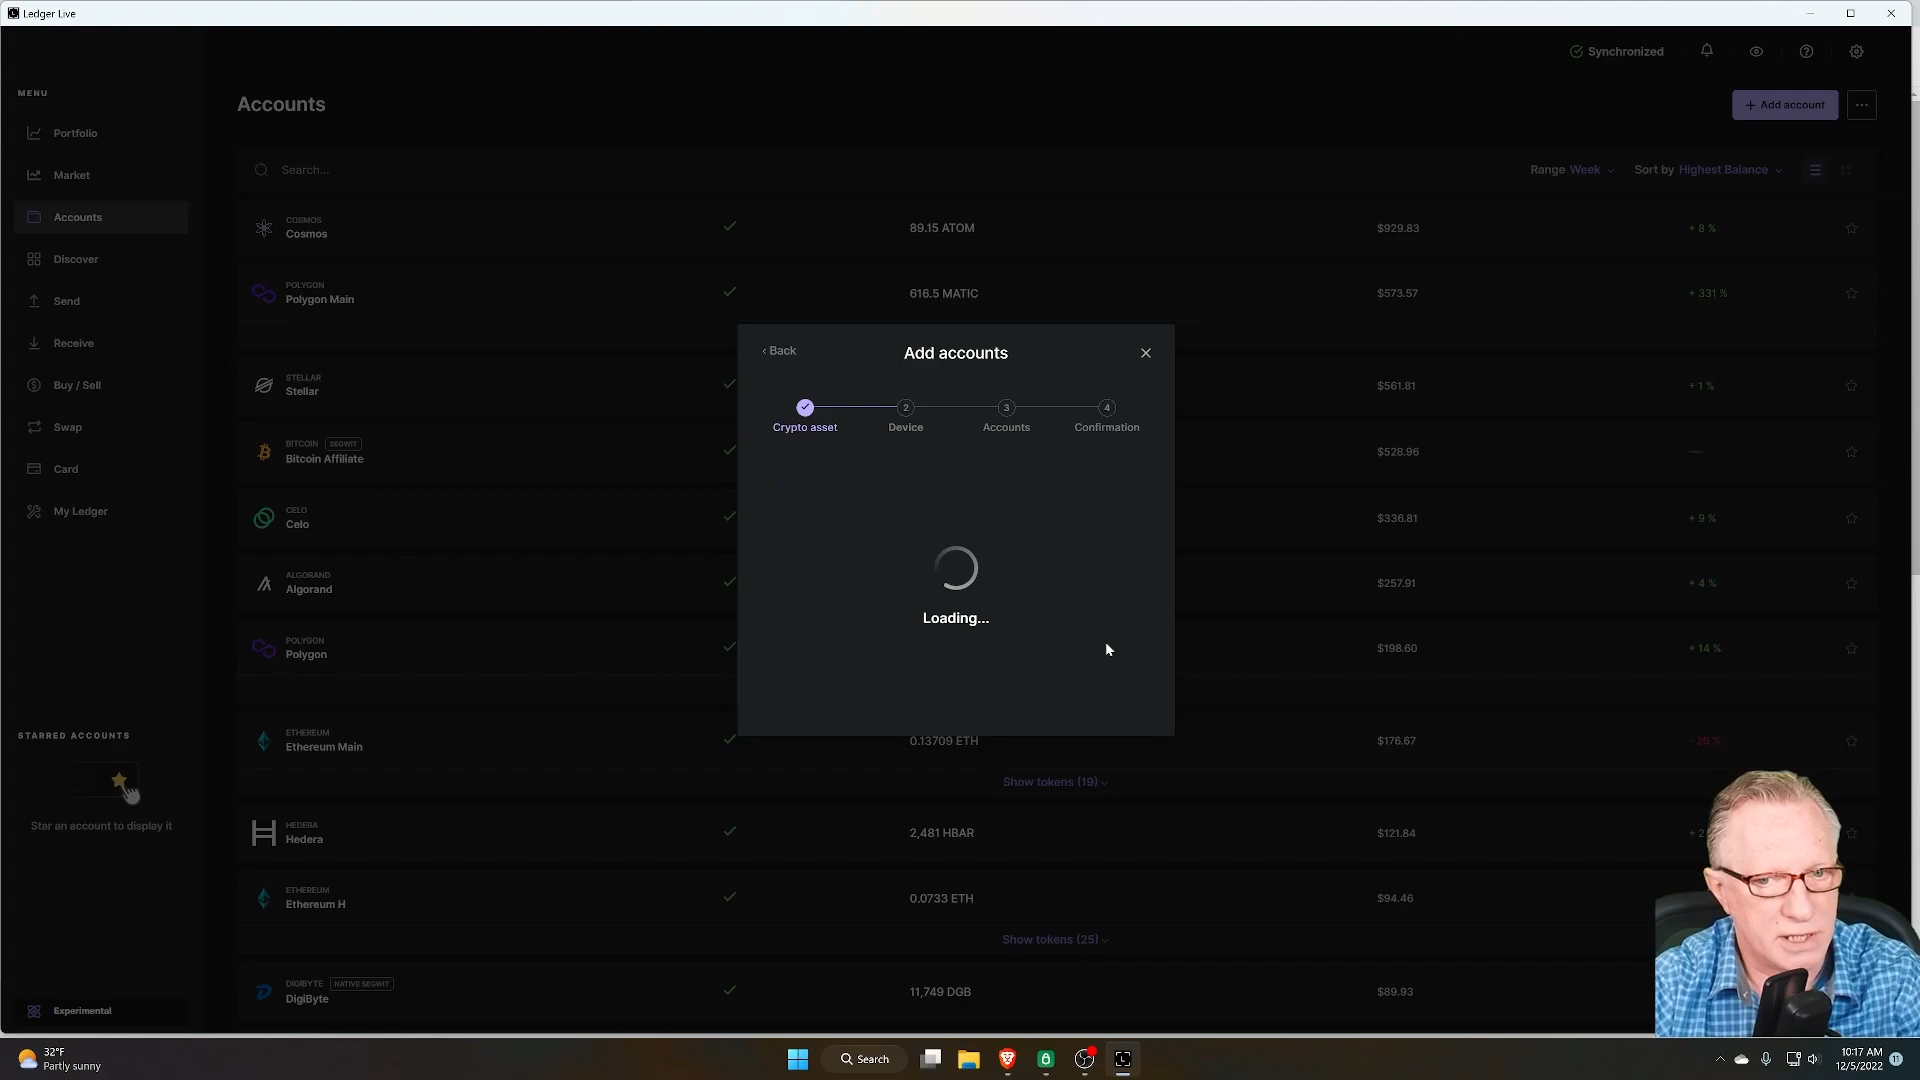 Ledger Live
Synchronized
MENU
Portfolio
Market
Accounts
Discover
Send
Receive
Buy / Sell
Swap
Card
My Ledger
STARRED ACCOUNTS
Star an account to display it
Experimental
Accounts
+ Add account
Search...
Range Week
Sort by Highest Balance
COSMOS
Cosmos
89.15 ATOM
$929.83
+ 8 %
POLYGON
Polygon Main
616.5 MATIC
$573.57
+ 331 %
STELLAR
Stellar
$561.81
+ 1 %
BITCOIN SEGWIT
Bitcoin Affiliate
$528.96
CELO
Celo
$336.81
+ 9 %
ALGORAND
Algorand
$257.91
+ 4 %
POLYGON
Polygon
$198.60
+ 14 %
ETHEREUM
Ethereum Main
0.13709 ETH
$176.67
- 20 %
Show tokens (19)
HEDERA
Hedera
2,481 HBAR
$121.84
+ 2
ETHEREUM
Ethereum H
0.0733 ETH
$94.46
Show tokens (25)
DIGIBYTE NATIVE SEGWIT
DigiByte
11,749 DGB
$89.93
Back
Add accounts
2
3
4
Crypto asset
Device
Accounts
Confirmation
Loading...
32°F
Partly sunny
Search
10:17 AM
12/5/2022
11